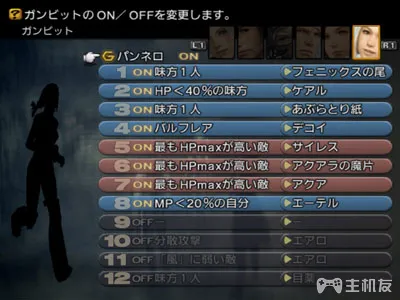 ガンビットのON／OFFを変更します。
ガンビット
L1 R1
パンネロ ON
1 ON 味方1人 フェニックスの尾
2 ON HP＜40％の味方 ケアル
3 ON 味方1人 あぶらとり紙
4 ON バルフレア デコイ
5 ON 最もHPmaxが高い敵 サイレス
6 ON 最もHPmaxが高い敵 アクアラの魔片
7 ON 最もHPmaxが高い敵 アクア
8 ON MP＜20％の自分 エーテル
9 OFF ー ー
10 OFF 分散攻撃 エアロ
11 OFF 「風」に弱い敵 エアロ
12 OFF 味方1人 目薬
主机友